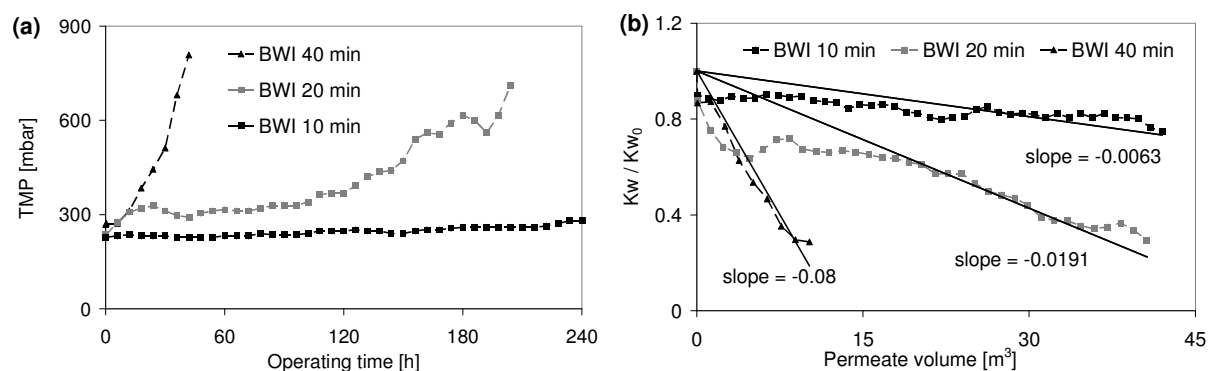 (a)
900
600
300
0
TMP [mbar]
BWI 40 min
BWI 20 min
BWI 10 min
0 60 120 180 240
Operating time [h]
(b)
1.2
0.8
0.4
0
Kw / Kw₀
BWI 10 min BWI 20 min BWI 40 min
slope = -0.0063
slope = -0.0191
slope = -0.08
0 15 30 45
Permeate volume [m³]